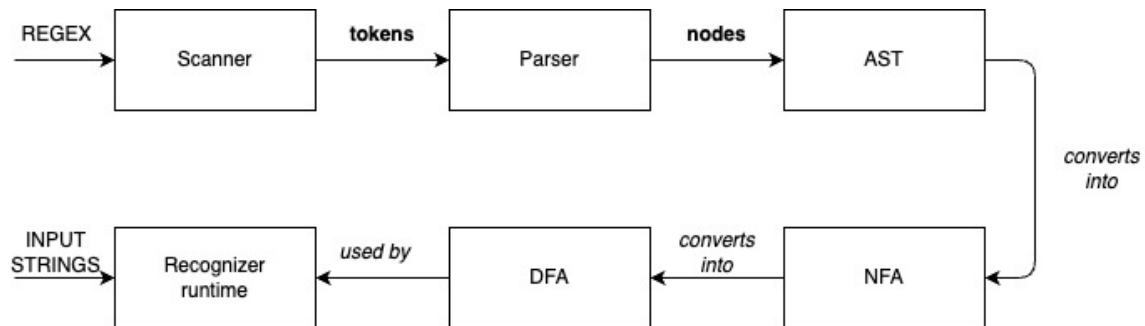 REGEX
Scanner
tokens
Parser
nodes
AST
converts
into
INPUT
STRINGS
Recognizer
runtime
used by
DFA
converts
into
NFA